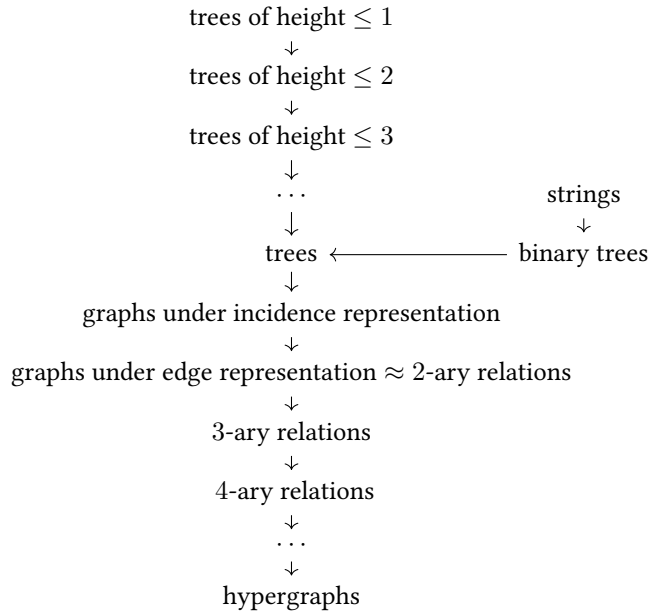 trees of height ≤ 1
trees of height ≤ 2
trees of height ≤ 3
⋯
strings
trees
binary trees
graphs under incidence representation
graphs under edge representation ≈ 2-ary relations
3-ary relations
4-ary relations
⋯
hypergraphs